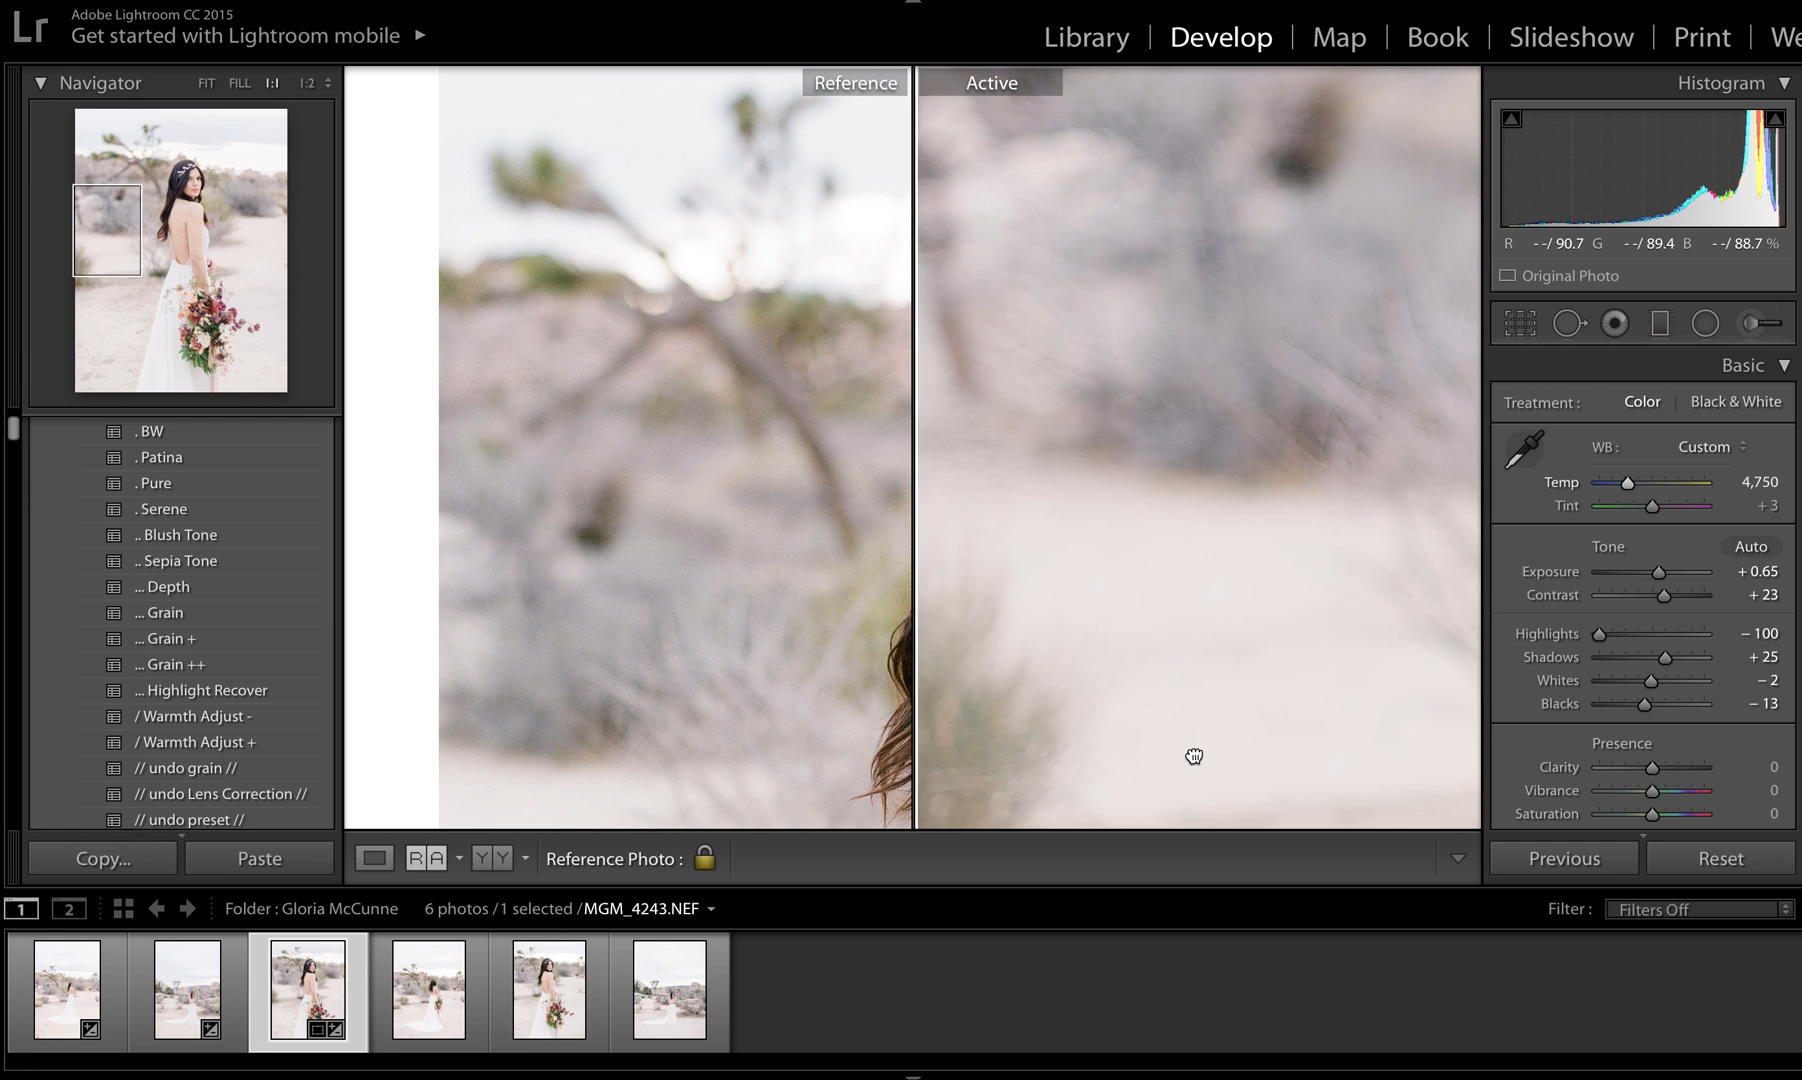 Lr
Adobe Lightroom CC 2015
Get started with Lightroom mobile
Library | Develop | Map | Book | Slideshow | Print | We
Navigator FIT FILL 1:1 1:2
. BW
. Patina
. Pure
. Serene
.. Blush Tone
.. Sepia Tone
... Depth
... Grain
... Grain +
... Grain ++
... Highlight Recover
/ Warmth Adjust -
/ Warmth Adjust +
// undo grain //
// undo Lens Correction //
// undo preset //
Copy... Paste
Reference
Active
R A Y Y Reference Photo :
Histogram
R - -/ 90.7 G - -/ 89.4 B - -/ 88.7 %
Original Photo
Basic
Treatment : Color | Black & White
WB : Custom
Temp 4,750
Tint + 3
Tone Auto
Exposure + 0.65
Contrast + 23
Highlights − 100
Shadows + 25
Whites − 2
Blacks − 13
Presence
Clarity 0
Vibrance 0
Saturation 0
Previous Reset
1 2 Folder : Gloria McCunne 6 photos /1 selected /MGM_4243.NEF Filter : Filters Off